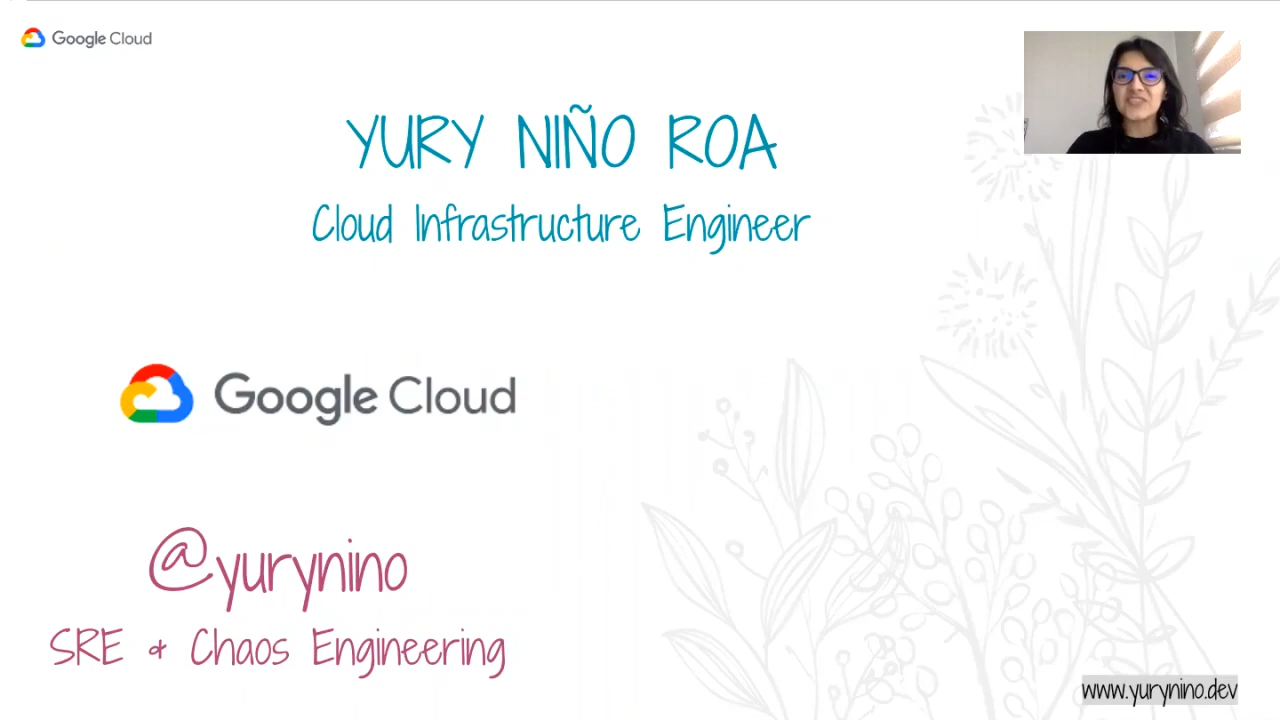 Google Cloud
YURY NIÑO ROA
Cloud Infrastructure Engineer
Google Cloud
@yurynino
SRE & Chaos Engineering
www.yurynino.dev